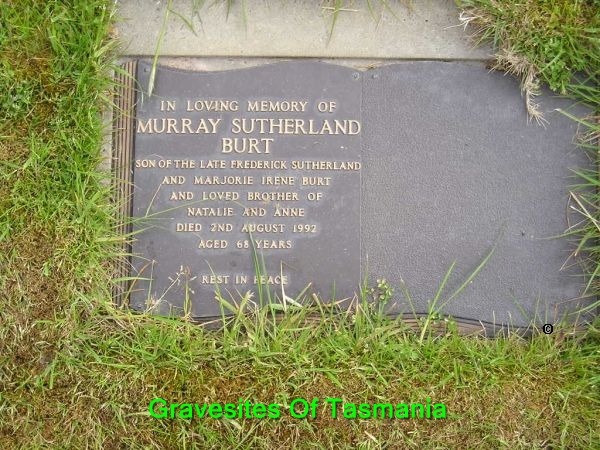 IN LOVING MEMORY OF
MURRAY SUTHERLAND
BURT
SON OF THE LATE FREDERICK SUTHERLAND
AND MARJORIE IRENE BURT
AND LOVED BROTHER OF
NATALIE AND ANNE
DIED 2ND AUGUST 1992
AGED 68 YEARS
REST IN PEACE
©
Gravesites Of Tasmania